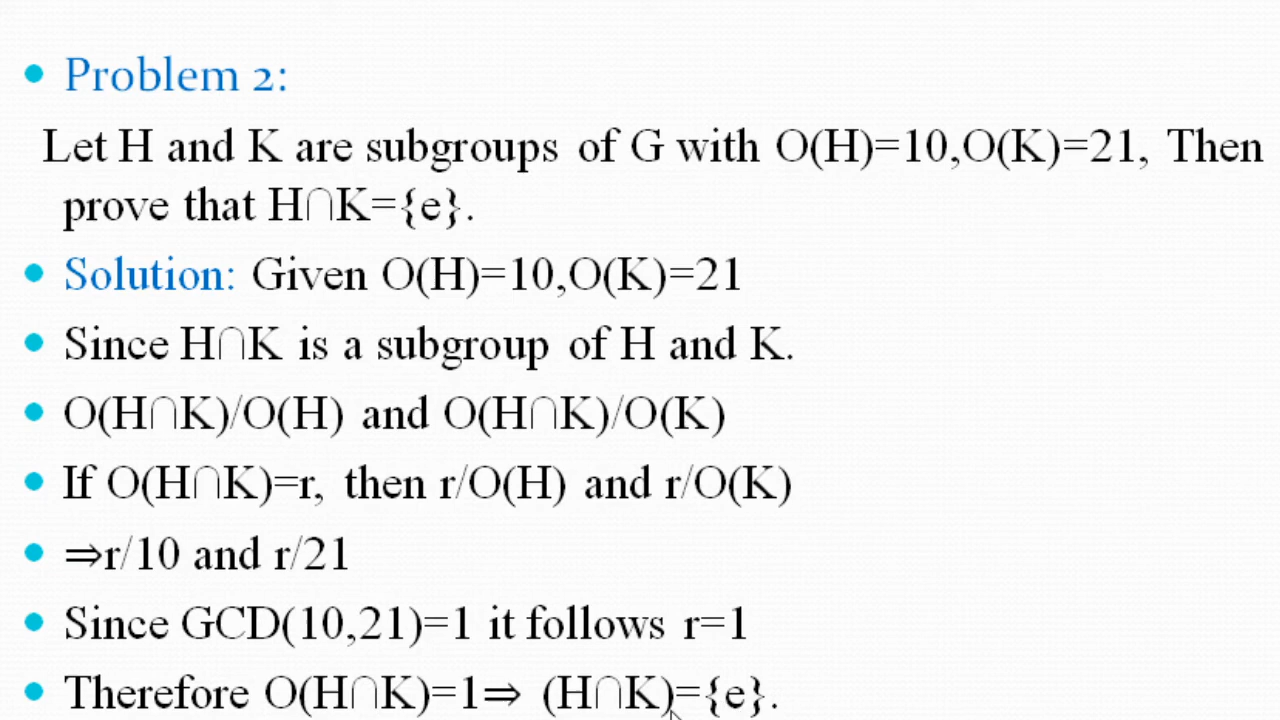 • Problem 2:
Let H and K are subgroups of G with O(H)=10,O(K)=21, Then
prove that H∩K={e}.
• Solution: Given O(H)=10,O(K)=21
• Since H∩K is a subgroup of H and K.
• O(H∩K)/O(H) and O(H∩K)/O(K)
• If O(H∩K)=r, then r/O(H) and r/O(K)
• ⇒r/10 and r/21
• Since GCD(10,21)=1 it follows r=1
• Therefore O(H∩K)=1⇒ (H∩K)={e}.